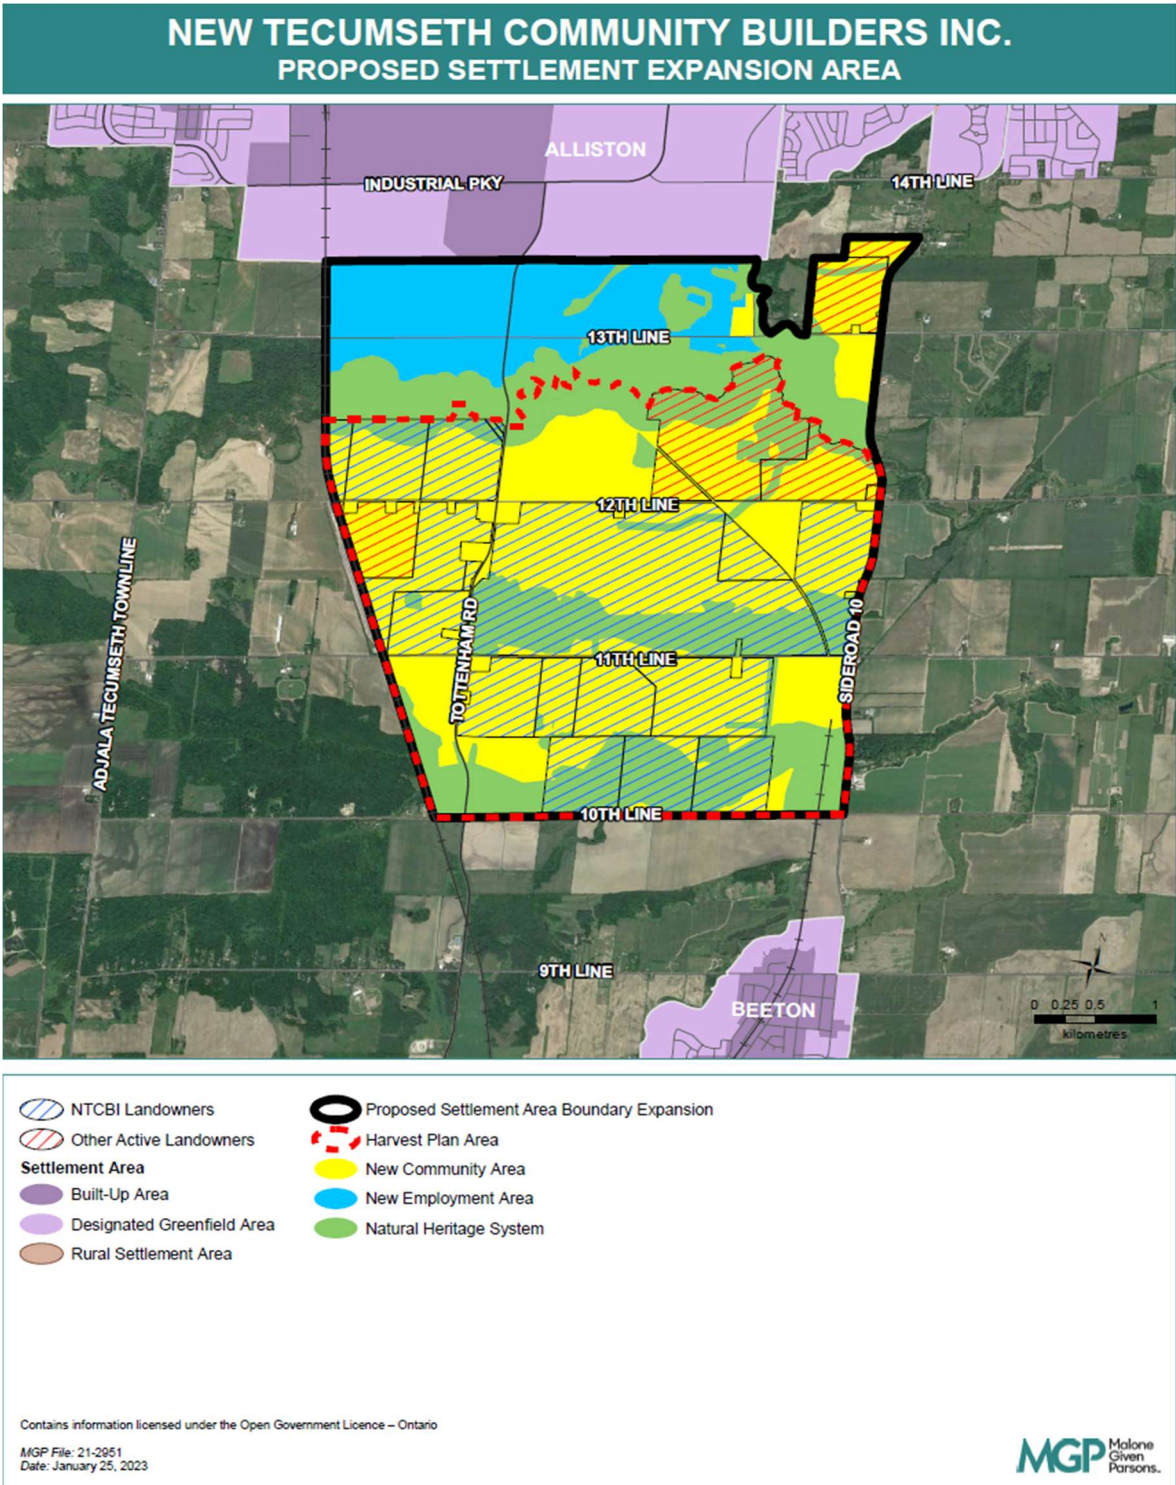 NEW TECUMSETH COMMUNITY BUILDERS INC.
PROPOSED SETTLEMENT EXPANSION AREA
ALLISTON
INDUSTRIAL PKY
14TH LINE
13TH LINE
12TH LINE
ADJALA TECUMSETH TOWNLINE
TOTTENHAM RD
11TH LINE
SIDEROAD 10
10TH LINE
9TH LINE
BEETON
N
0 0.25 0.5 1
kilometres
NTCBI Landowners
Other Active Landowners
Settlement Area
Built-Up Area
Designated Greenfield Area
Rural Settlement Area
Proposed Settlement Area Boundary Expansion
Harvest Plan Area
New Community Area
New Employment Area
Natural Heritage System
Contains information licensed under the Open Government Licence – Ontario
MGP File: 21-2951
Date: January 25, 2023
MGP Malone
Given
Parsons.